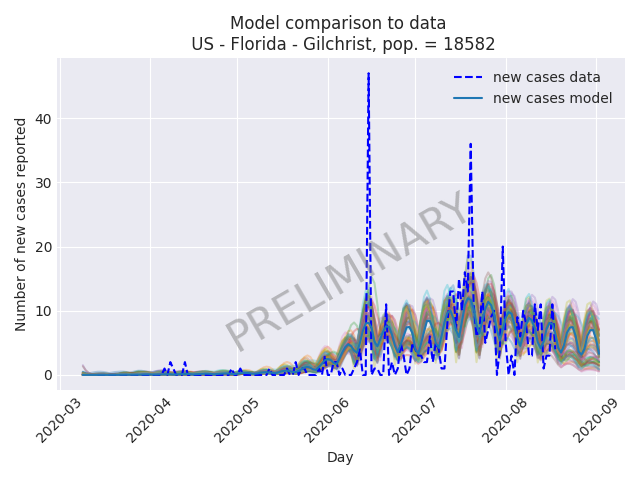 Model comparison to data
US - Florida - Gilchrist, pop. = 18582
new cases data
new cases model
PRELIMINARY
Number of new cases reported
40
30
20
10
0
2020-03
2020-04
2020-05
2020-06
2020-07
2020-08
2020-09
Day